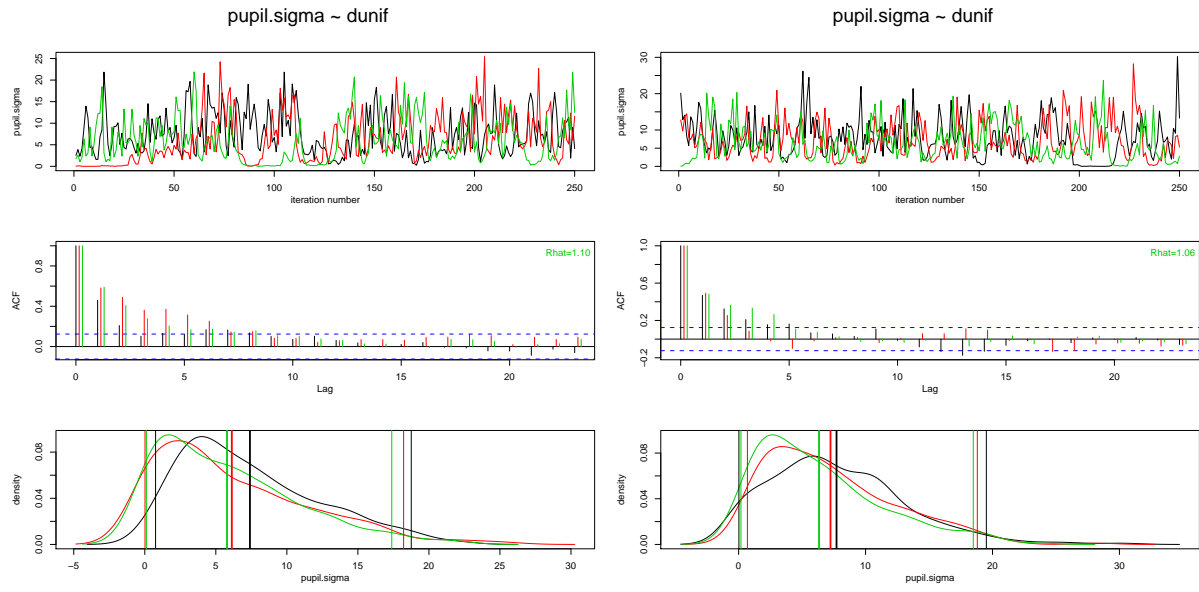 pupil.sigma ~ dunif
pupil.sigma
0 5 10 15 20 25
0 50 100 150 200 250
iteration number
ACF
0.0 0.4 0.8
Rhat=1.10
0 5 10 15 20
Lag
density
0.00 0.04 0.08
−5 0 5 10 15 20 25 30
pupil.sigma
pupil.sigma ~ dunif
pupil.sigma
0 5 10 20 30
0 50 100 150 200 250
iteration number
ACF
−0.2 0.2 0.6 1.0
Rhat=1.06
0 5 10 15 20
Lag
density
0.00 0.04 0.08
0 10 20 30
pupil.sigma